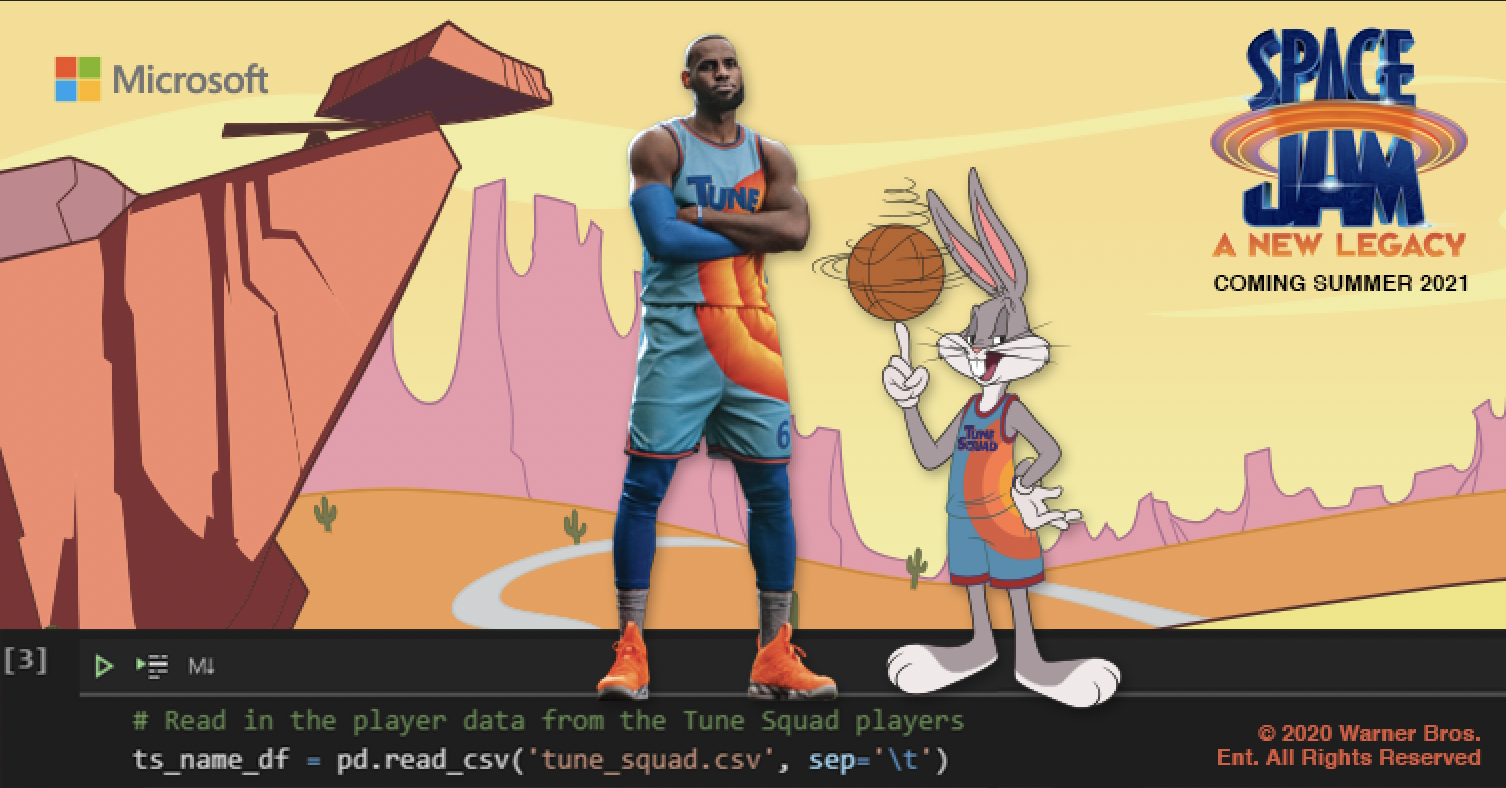 Microsoft
SPACE
JAM
A NEW LEGACY
COMING SUMMER 2021
TUNE
6
TUNE
SQUAD
[3]
M↓
# Read in the player data from the Tune Squad players
ts_name_df = pd.read_csv('tune_squad.csv', sep='\t')
© 2020 Warner Bros.
Ent. All Rights Reserved